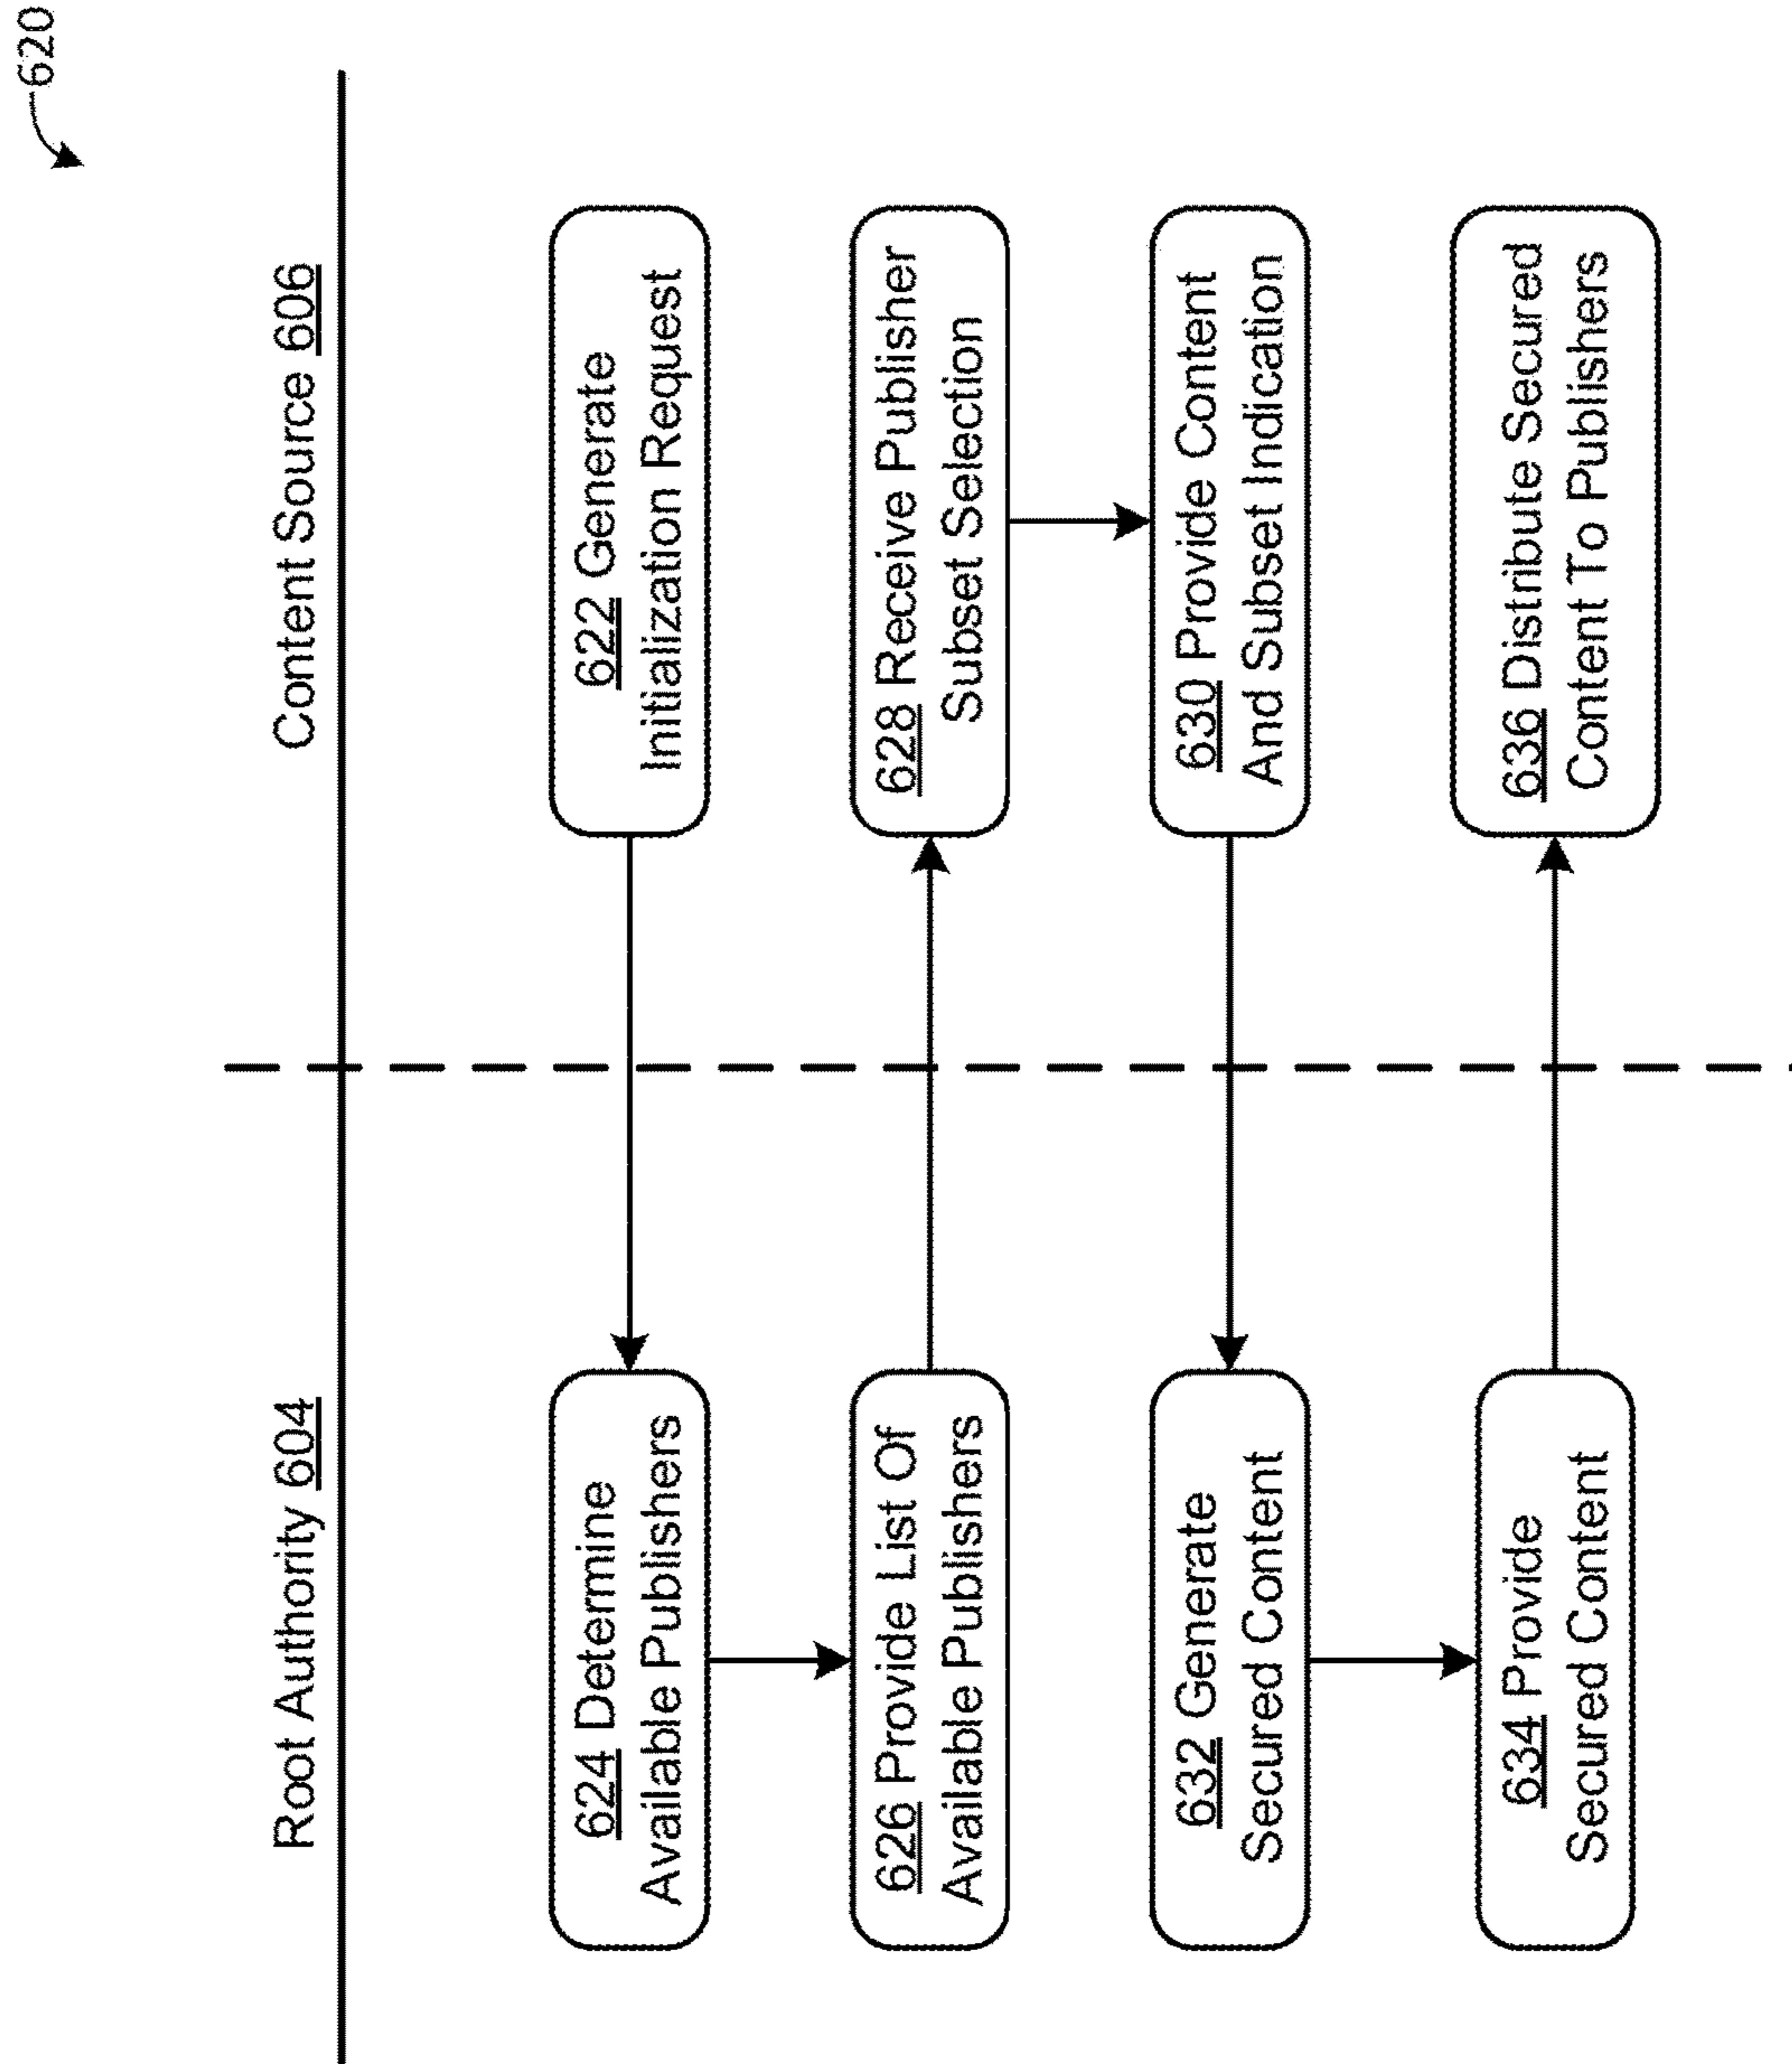 620
Root Authority 604
Content Source 606
622 Generate
Initialization Request
624 Determine
Available Publishers
626 Provide List Of
Available Publishers
628 Receive Publisher
Subset Selection
630 Provide Content
And Subset Indication
632 Generate
Secured Content
634 Provide
Secured Content
636 Distribute Secured
Content To Publishers